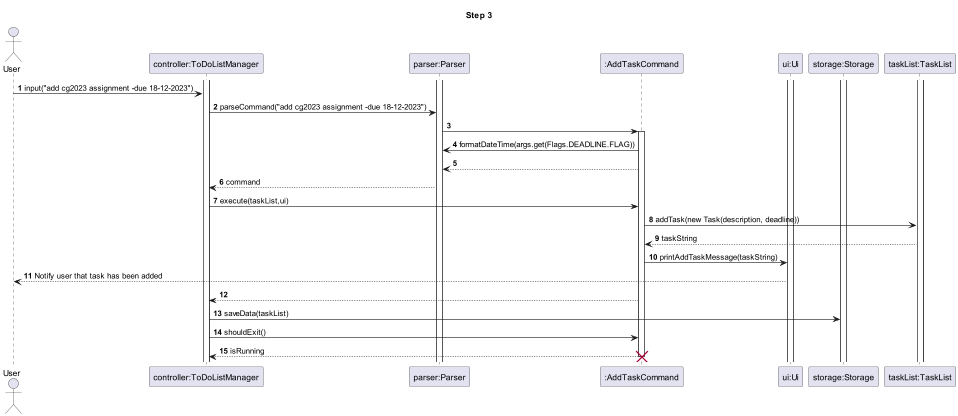 Step 3
User
controller:ToDoListManager
parser:Parser
:AddTaskCommand
ui:Ui
storage:Storage
taskList:TaskList
1 input("add cg2023 assignment -due 18-12-2023")
2 parseCommand("add cg2023 assignment -due 18-12-2023")
3
4 formatDateTime(args.get(Flags.DEADLINE.FLAG))
5
6 command
7 execute(taskList,ui)
8 addTask(new Task(description, deadline))
9 taskString
10 printAddTaskMessage(taskString)
11 Notify user that task has been added
12
13 saveData(taskList)
14 shouldExit()
15 isRunning
User
controller:ToDoListManager
parser:Parser
:AddTaskCommand
ui:Ui
storage:Storage
taskList:TaskList